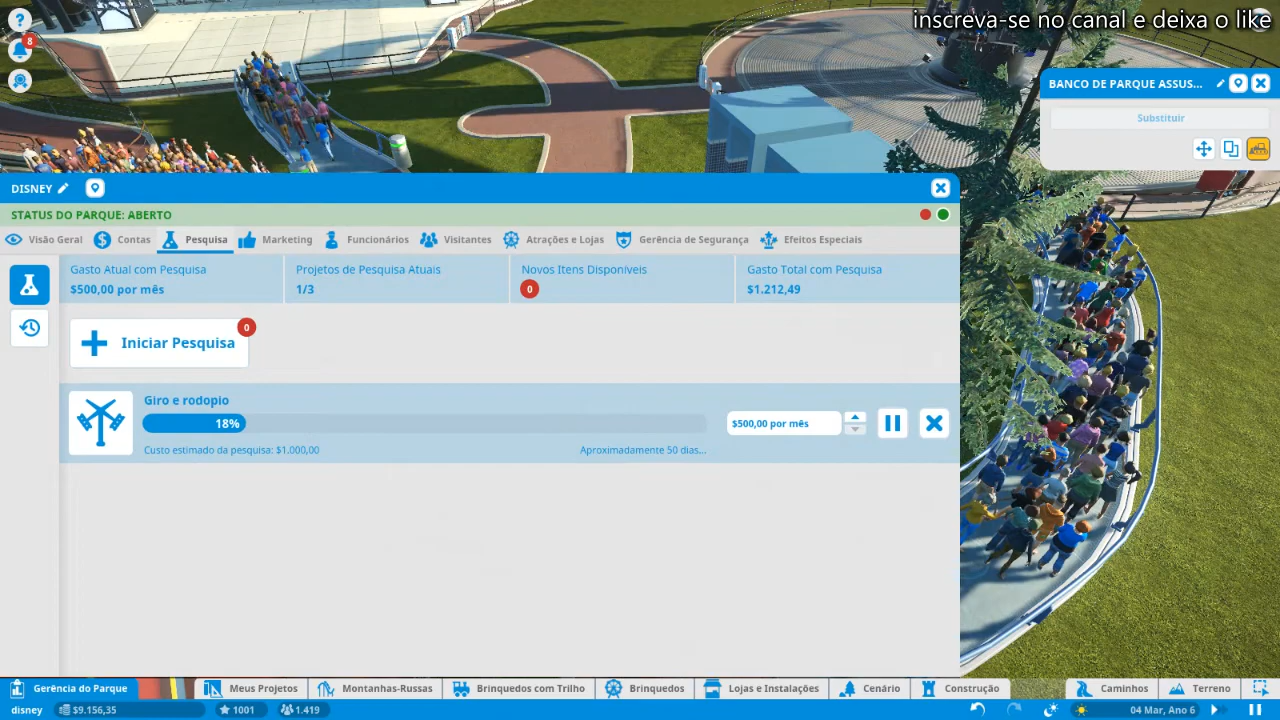 inscreva-se no canal e deixa o like
?
8
BANCO DE PARQUE ASSUS...
Substituir
DISNEY
STATUS DO PARQUE: ABERTO
Visão Geral
Contas
Pesquisa
Marketing
Funcionários
Visitantes
Atrações e Lojas
Gerência de Segurança
Efeitos Especiais
Gasto Atual com Pesquisa
$500,00 por mês
Projetos de Pesquisa Atuais
1/3
Novos Itens Disponíveis
0
Gasto Total com Pesquisa
$1.212,49
Iniciar Pesquisa
0
Giro e rodopio
18%
$500,00 por mês
Custo estimado da pesquisa: $1.000,00
Aproximadamente 50 dias...
Gerência do Parque
Meus Projetos
Montanhas-Russas
Brinquedos com Trilho
Brinquedos
Lojas e Instalações
Cenário
Construção
Caminhos
Terreno
disney
$9.156,35
1001
1.419
04 Mar, Ano 6